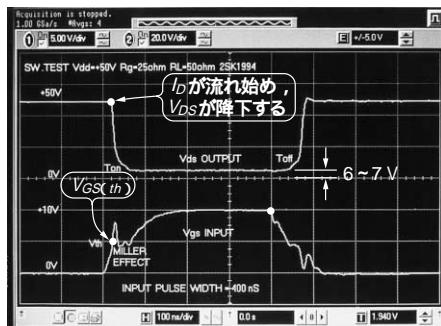 Acquisition is stopped.
1.00 GSa/s #Avgs: 4
1 5.00V/div 2 20.0V/div E +/-5.0V
SW.TEST Vdd=+50V Rg=25ohm RL=50ohm 2SK1994
+50V
IDが流れ始め,
VDSが降下する
Ton
Vds OUTPUT
Toff
6~7V
0V
VGS(th)
+10V
Vgs INPUT
Vth
MILLER
EFFECT
0V
INPUT PULSE WIDTH=400 nS
H 100 ns/div 0.0 s 0 T 1.940 V